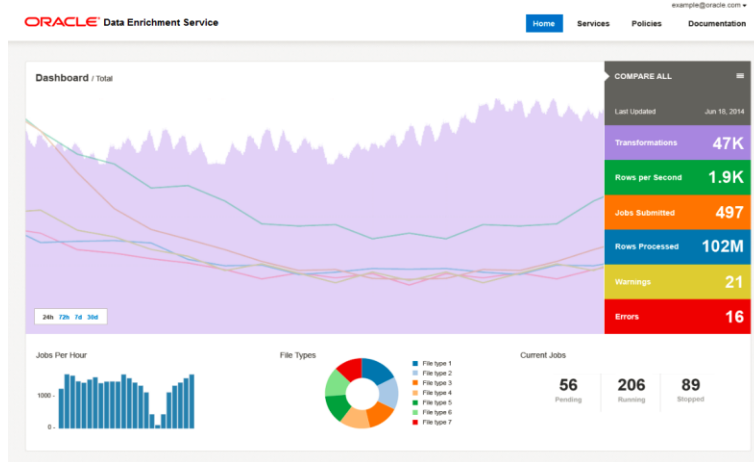 example@oracle.com
ORACLE Data Enrichment Service
Home Services Policies Documentation
Dashboard / Total
COMPARE ALL
Last Updated Jun 18, 2014
Transformations 47K
Rows per Second 1.9K
Jobs Submitted 497
Rows Processed 102M
Warnings 21
Errors 16
24h 72h 7d 30d
Jobs Per Hour
1000
0
File Types
File type 1
File type 2
File type 3
File type 4
File type 5
File type 6
File type 7
Current Jobs
56 206 89
Pending Running Stopped